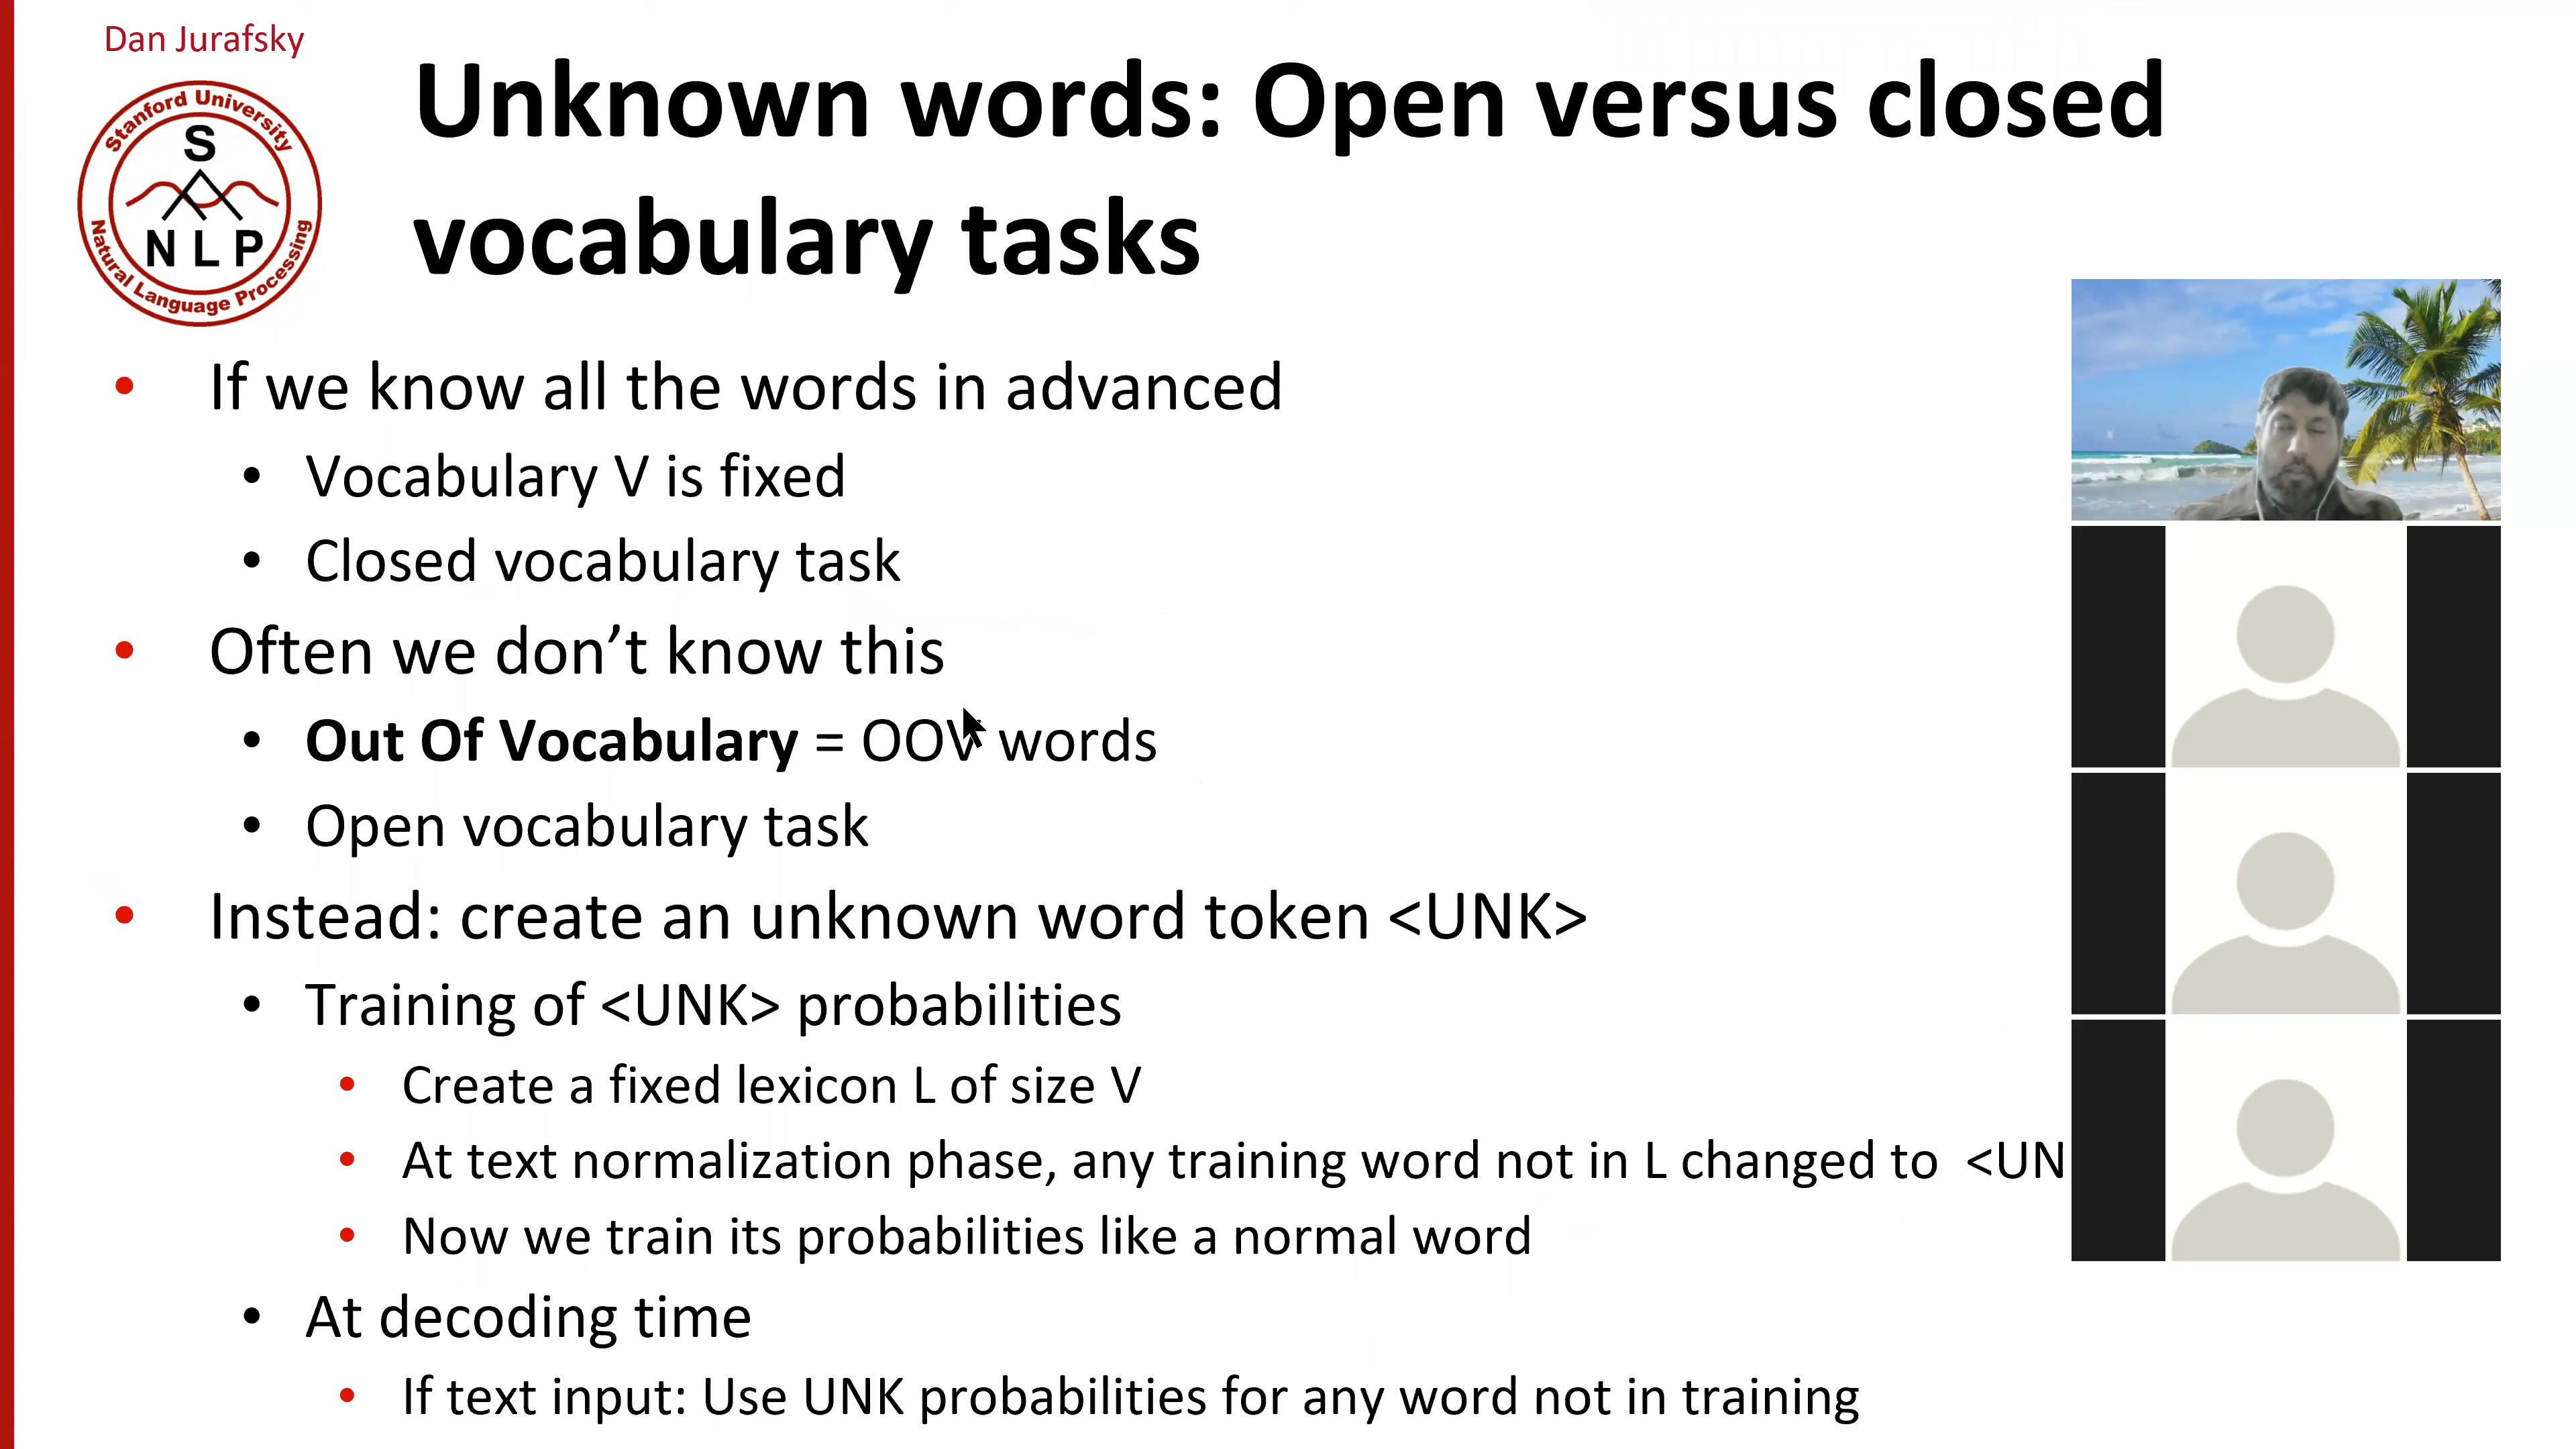 Dan Jurafsky
Stanford University
S
N L P
Natural Language Processing
Unknown words: Open versus closed
vocabulary tasks
• If we know all the words in advanced
• Vocabulary V is fixed
• Closed vocabulary task
• Often we don’t know this
• Out Of Vocabulary = OOV words
• Open vocabulary task
• Instead: create an unknown word token <UNK>
• Training of <UNK> probabilities
• Create a fixed lexicon L of size V
• At text normalization phase, any training word not in L changed to <UN
• Now we train its probabilities like a normal word
• At decoding time
• If text input: Use UNK probabilities for any word not in training